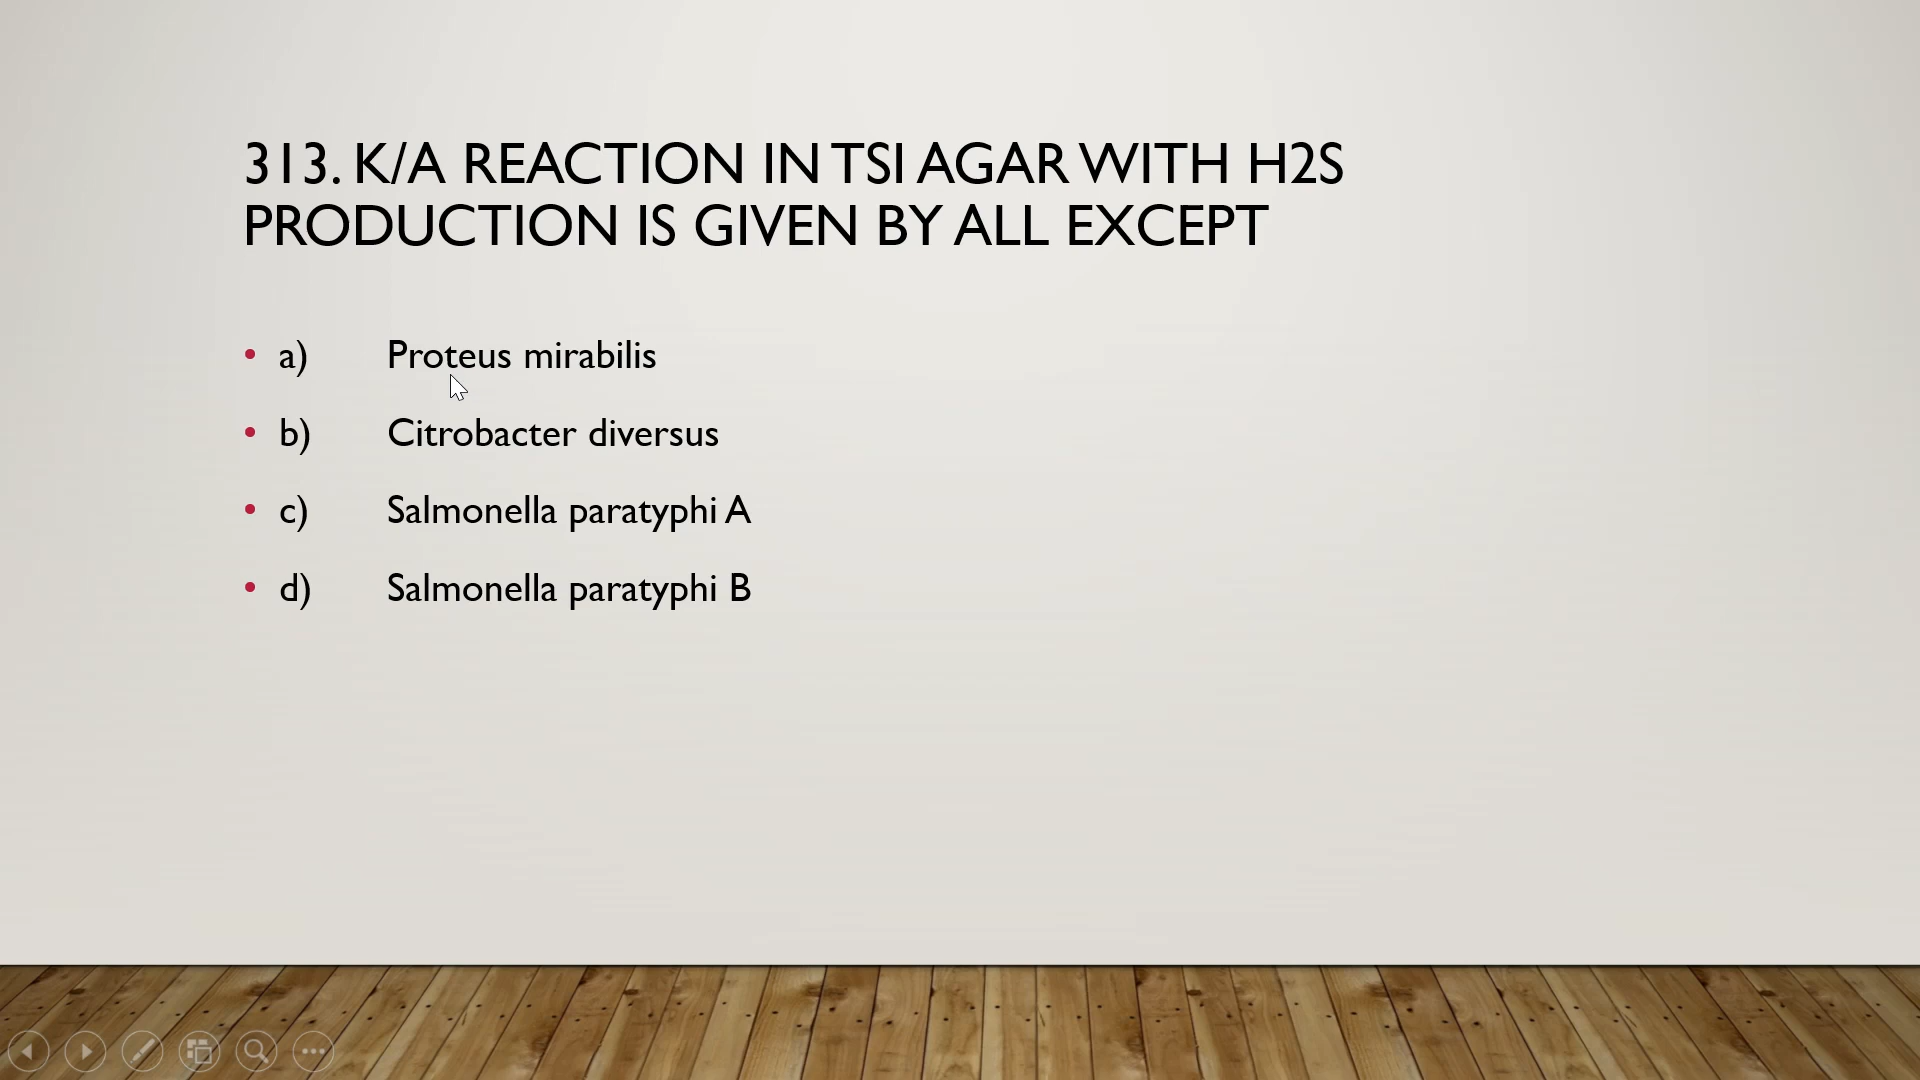 313. K/A REACTION IN TSI AGAR WITH H2S
PRODUCTION IS GIVEN BY ALL EXCEPT
• a) Proteus mirabilis
• b) Citrobacter diversus
• c) Salmonella paratyphi A
• d) Salmonella paratyphi B